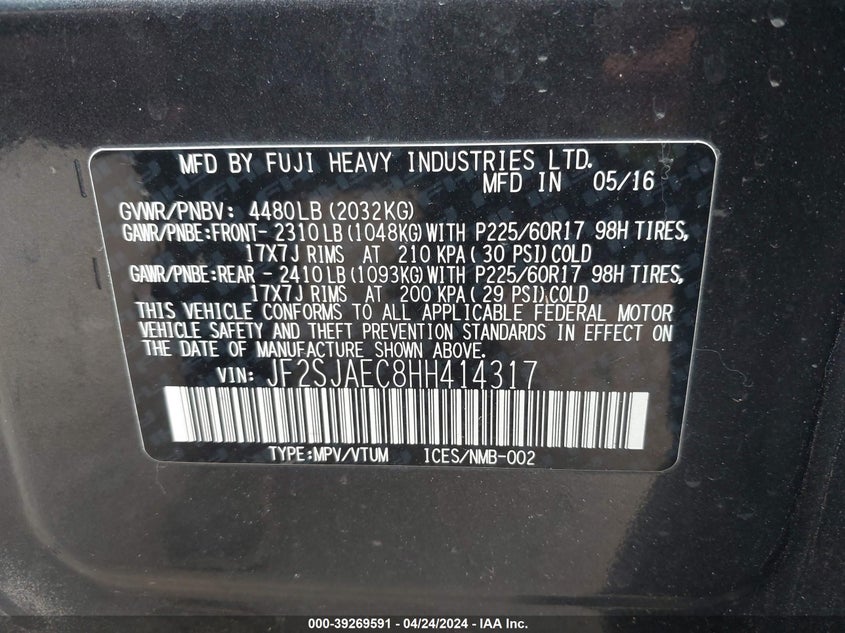 MFD BY FUJI HEAVY INDUSTRIES LTD.
MFD IN 05/16
GVWR/PNBV: 4480LB (2032KG)
GAWR/PNBE:FRONT- 2310LB (1048KG) WITH P225/60R17 98H TIRES,
17X7J RIMS AT 210 KPA ( 30 PSI) COLD
GAWR/PNBE:REAR - 2410LB (1093KG) WITH P225/60R17 98H TIRES,
17X7J RIMS AT 200 KPA ( 29 PSI) COLD
THIS VEHICLE CONFORMS TO ALL APPLICABLE FEDERAL MOTOR
VEHICLE SAFETY AND THEFT PREVENTION STANDARDS IN EFFECT ON
THE DATE OF MANUFACTURE SHOWN ABOVE.
VIN: JF2SJAEC8HH414317
TYPE:MPV/VTUM ICES/NMB-002
000-39269591 - 04/24/2024 - IAA Inc.